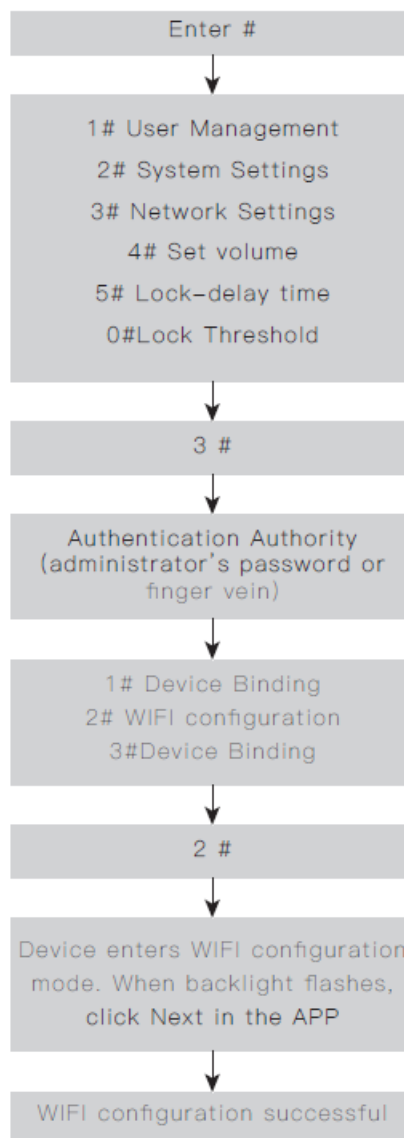 Enter #
1# User Management
2# System Settings
3# Network Settings
4# Set volume
5# Lock-delay time
0#Lock Threshold
3 #
Authentication Authority
(administrator's password or
finger vein)
1# Device Binding
2# WIFI configuration
3#Device Binding
2 #
Device enters WIFI configuration
mode. When backlight flashes,
click Next in the APP
WIFI configuration successful